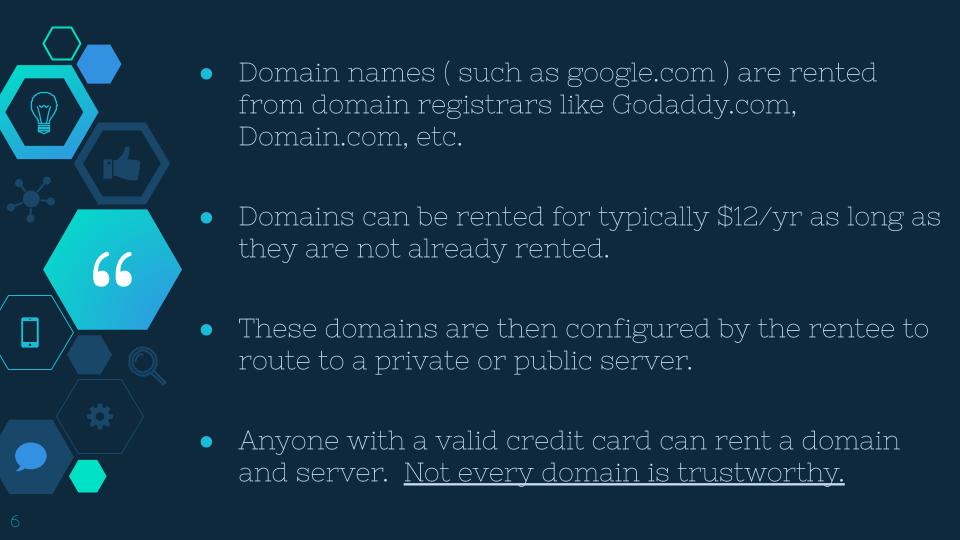 ● Domain names ( such as google.com ) are rented
from domain registrars like Godaddy.com,
Domain.com, etc.
● Domains can be rented for typically $12/yr as long as
they are not already rented.
“
● These domains are then configured by the rentee to
route to a private or public server.
● Anyone with a valid credit card can rent a domain
and server. Not every domain is trustworthy.
6